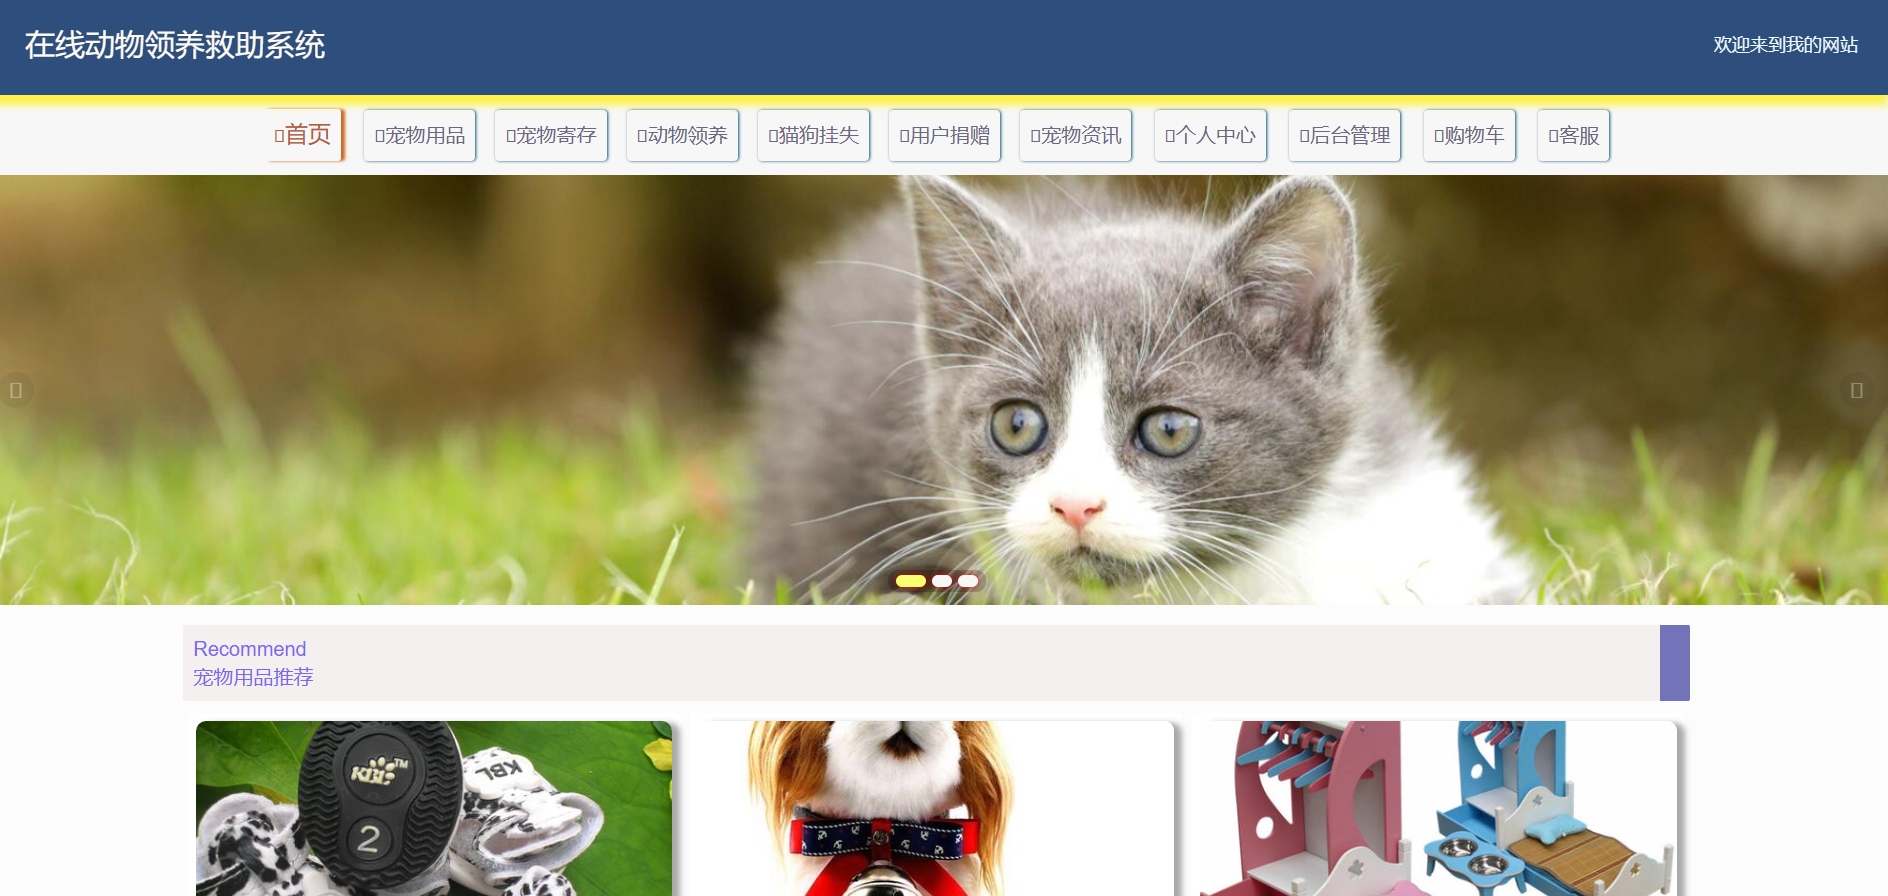 在线动物领养救助系统
欢迎来到我的网站
首页
宠物用品
宠物寄存
动物领养
猫狗挂失
用户捐赠
宠物资讯
个人中心
后台管理
购物车
客服
Recommend
宠物用品推荐
KBL TM
KBL
2